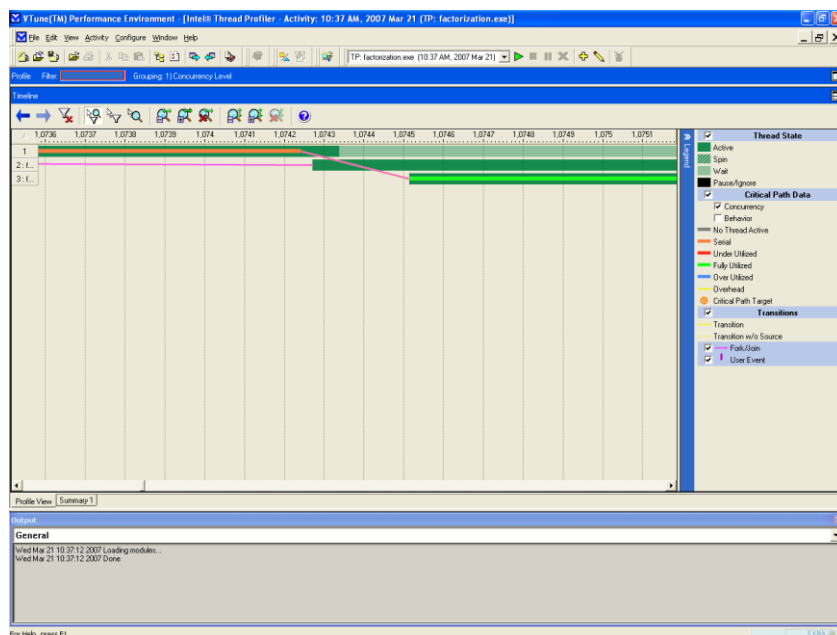 VTune(TM) Performance Environment - [Intel® Thread Profiler - Activity: 10:37 AM, 2007 Mar 21 (TP: factorization.exe)]
File Edit View Activity Configure Window Help
TP: factorization.exe (10:37 AM, 2007 Mar 21)
Profile Filter: Grouping: 1) Concurrency Level
Timeline
1,0736 1,0737 1,0738 1,0739 1,074 1,0741 1,0742 1,0743 1,0744 1,0745 1,0746 1,0747 1,0748 1,0749 1,075 1,0751
1
2: f...
3: f...
Legend
Thread State
Active
Spin
Wait
Pause/Ignore
Critical Path Data
Concurrency
Behavior
No Thread Active
Serial
Under Utilized
Fully Utilized
Over Utilized
Overhead
Critical Path Target
Transitions
Transition
Transition w/o Source
Fork/Join
User Event
Profile View Summary 1
Output
General
Wed Mar 21 10:37:12 2007 Loading modules...
Wed Mar 21 10:37:12 2007 Done
For Help, press F1